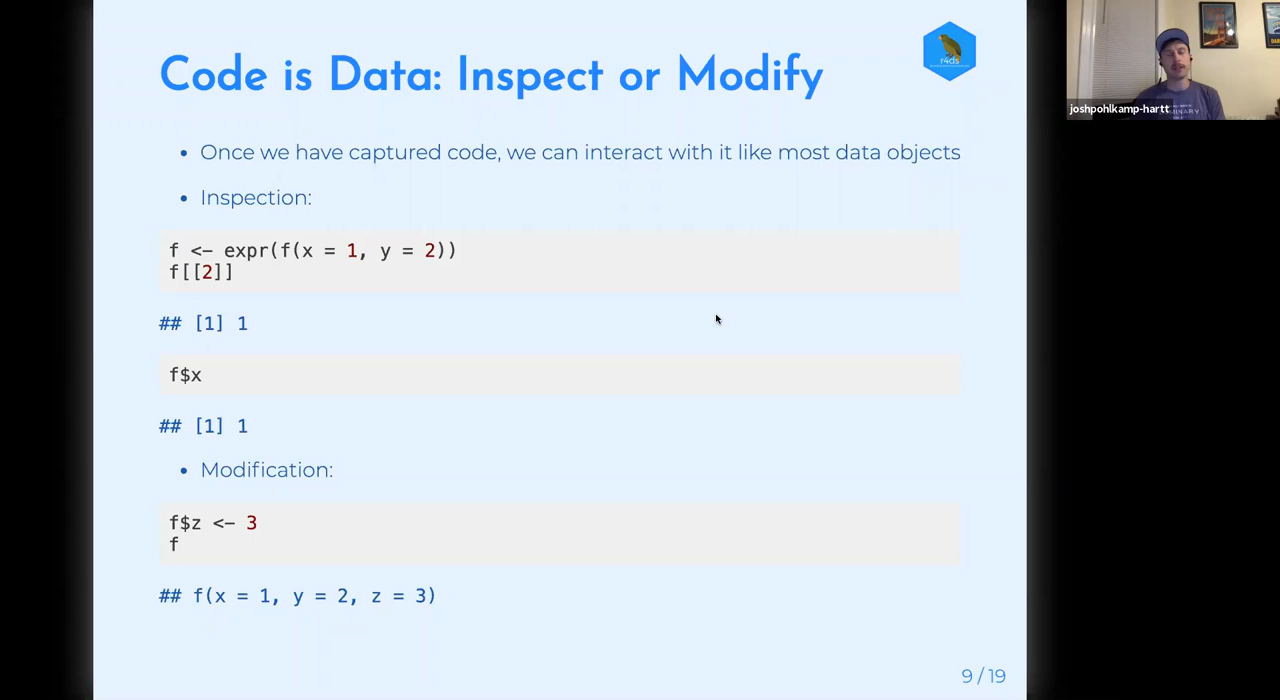 Code is Data: Inspect or Modify
r4ds
joshpohlkamp-hartt
• Once we have captured code, we can interact with it like most data objects
• Inspection:
f <- expr(f(x = 1, y = 2))
f[[2]]
## [1] 1
f$x
## [1] 1
• Modification:
f$z <- 3
f
## f(x = 1, y = 2, z = 3)
9 / 19